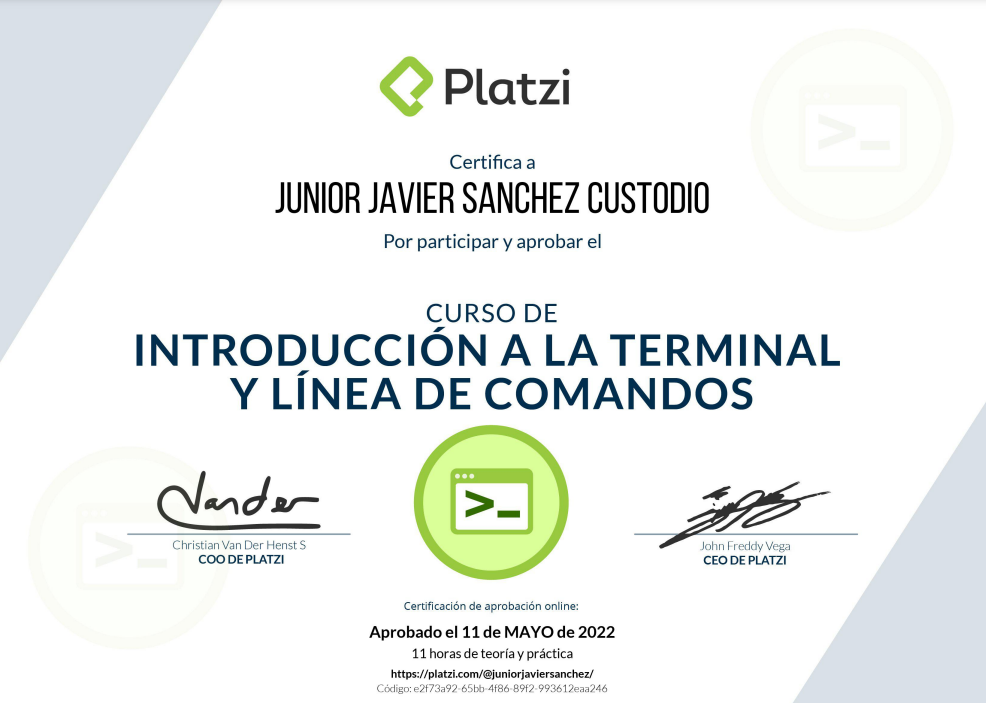 Platzi
Certifica a
JUNIOR JAVIER SANCHEZ CUSTODIO
Por participar y aprobar el
CURSO DE
INTRODUCCIÓN A LA TERMINAL
Y LÍNEA DE COMANDOS
Vander
Christian Van Der Henst S
COO DE PLATZI
John Freddy Vega
CEO DE PLATZI
Certificación de aprobación online:
Aprobado el 11 de MAYO de 2022
11 horas de teoría y práctica
https://platzi.com/@juniorjaviersanchez/
Código: e2f73a92-65bb-4f86-89f2-993612eaa246